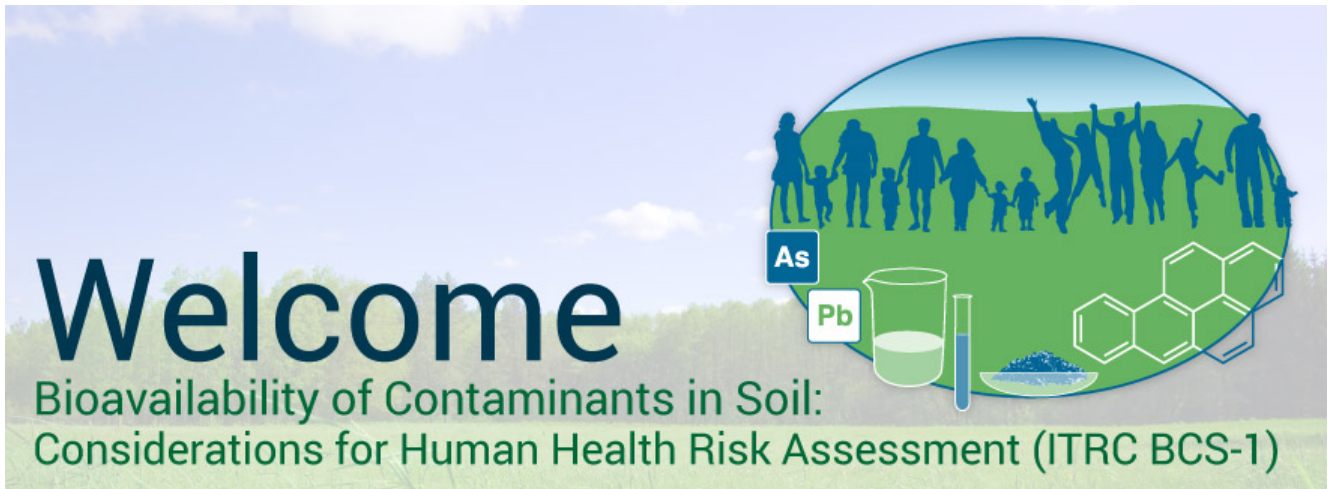 Welcome
As
Pb
Bioavailability of Contaminants in Soil:
Considerations for Human Health Risk Assessment (ITRC BCS-1)